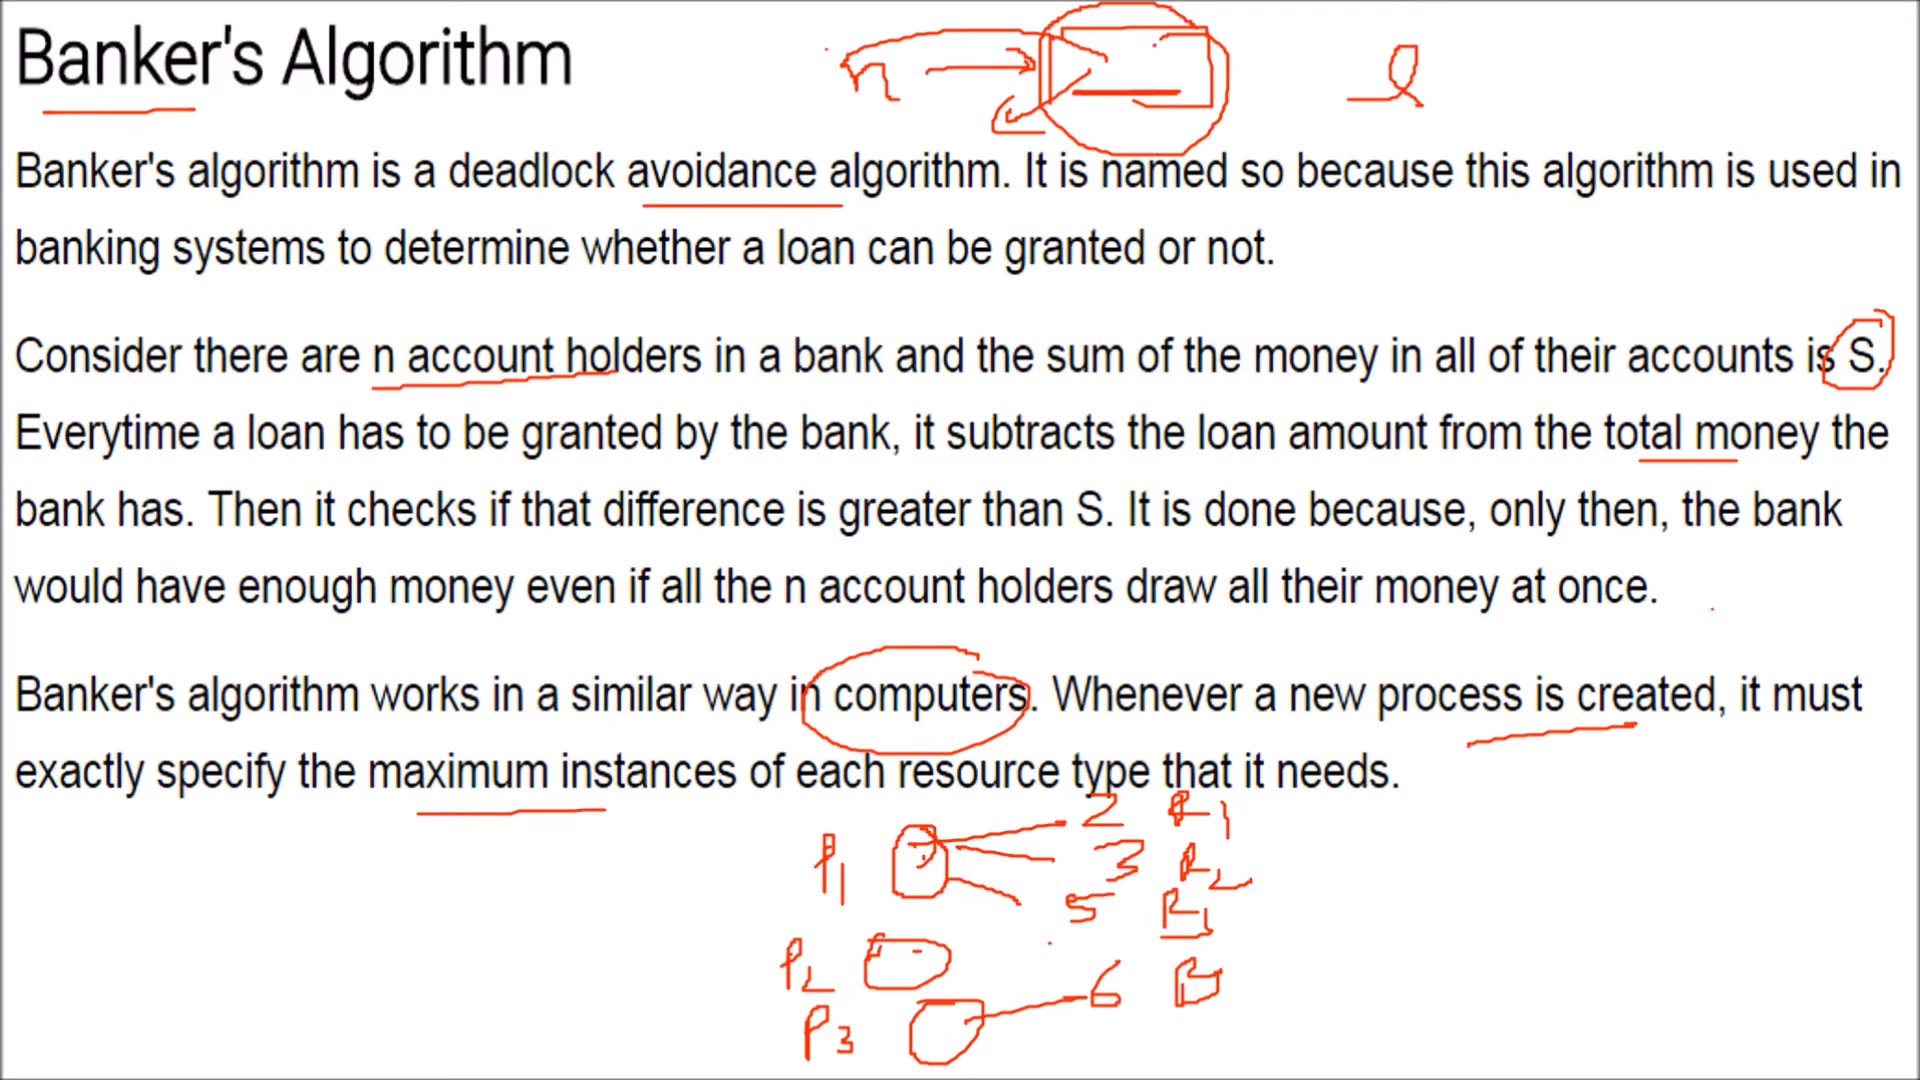 Banker's Algorithm
n
Banker's algorithm is a deadlock avoidance algorithm. It is named so because this algorithm is used in
banking systems to determine whether a loan can be granted or not.
Consider there are n account holders in a bank and the sum of the money in all of their accounts is S.
Everytime a loan has to be granted by the bank, it subtracts the loan amount from the total money the
bank has. Then it checks if that difference is greater than S. It is done because, only then, the bank
would have enough money even if all the n account holders draw all their money at once.
Banker's algorithm works in a similar way in computers. Whenever a new process is created, it must
exactly specify the maximum instances of each resource type that it needs.
P1 2 R1
3 R2
5
P2
6
P3